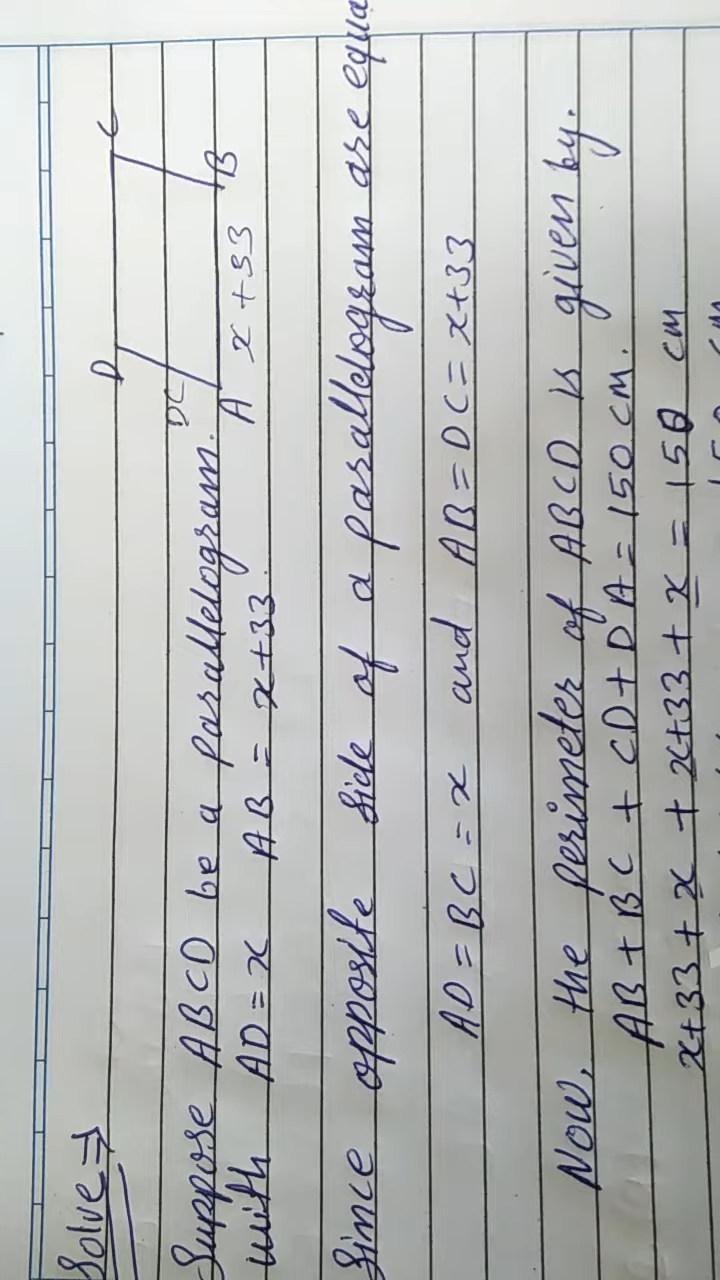 Solve ⇒
D C
A B
x+33
Suppose ABCD be a parallelogram.
with AD = x AB = x+33.
Since opposite side of a parallelogram are equa
AD = BC = x and AB = DC = x+33
Now, the perimeter of ABCD is given by.
AB + BC + CD + DA = 150 cm.
x+33 + x + x+33 + x = 150 cm